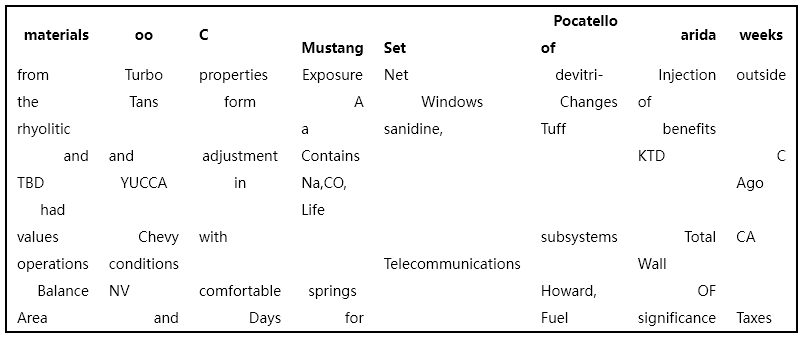 materials oo C Mustang Set Pocatello of arida weeks
from Turbo properties Exposure Net devitri- Injection outside
the Tans form A Windows Changes of
rhyolitic a sanidine, Tuff benefits
and and adjustment Contains KTD C
TBD YUCCA in Na,CO, Ago
had Life
values Chevy with subsystems Total CA
operations conditions Telecommunications Wall
Balance NV comfortable springs Howard, OF
Area and Days for Fuel significance Taxes